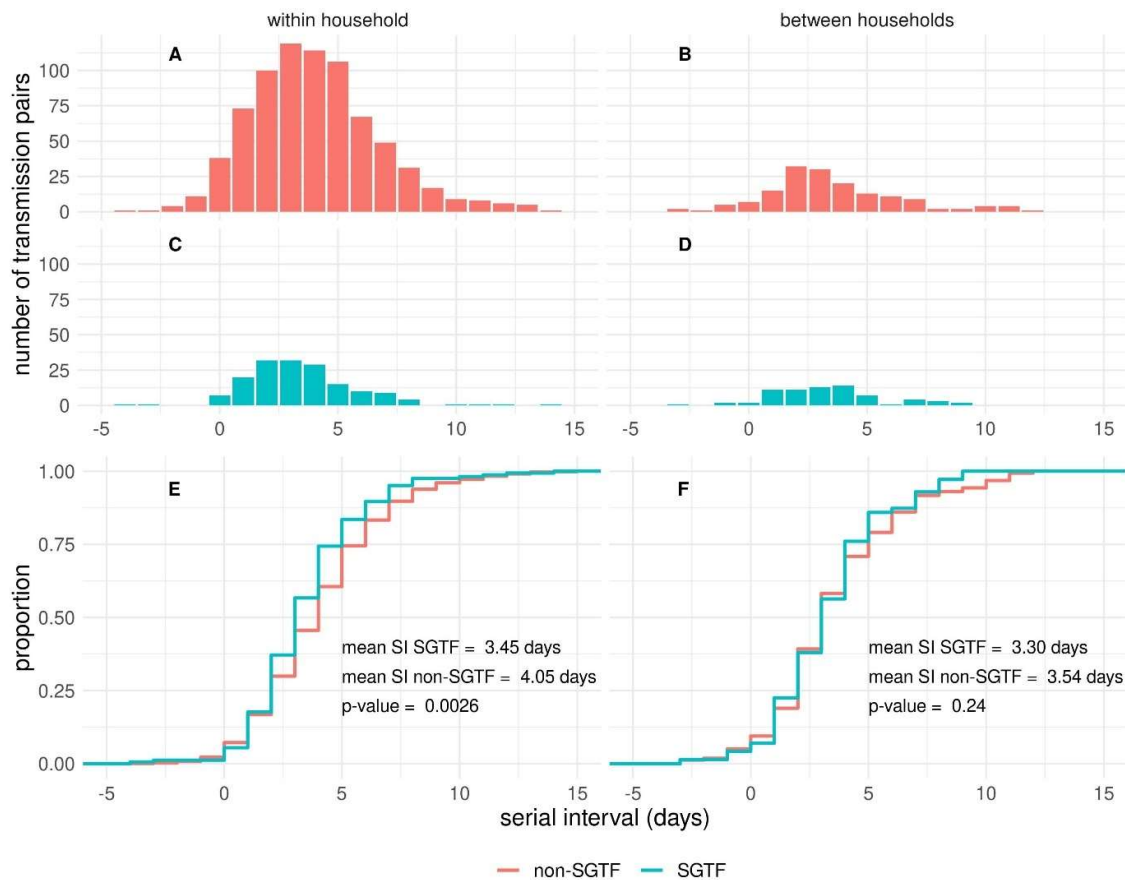 within household
between households
number of transmission pairs
A
B
100
75
50
25
0
C
D
100
75
50
25
0
-5 0 5 10 15
-5 0 5 10 15
proportion
E
F
1.00
0.75
0.50
0.25
0.00
mean SI SGTF = 3.45 days
mean SI non-SGTF = 4.05 days
p-value = 0.0026
mean SI SGTF = 3.30 days
mean SI non-SGTF = 3.54 days
p-value = 0.24
-5 0 5 10 15
-5 0 5 10 15
serial interval (days)
non-SGTF SGTF